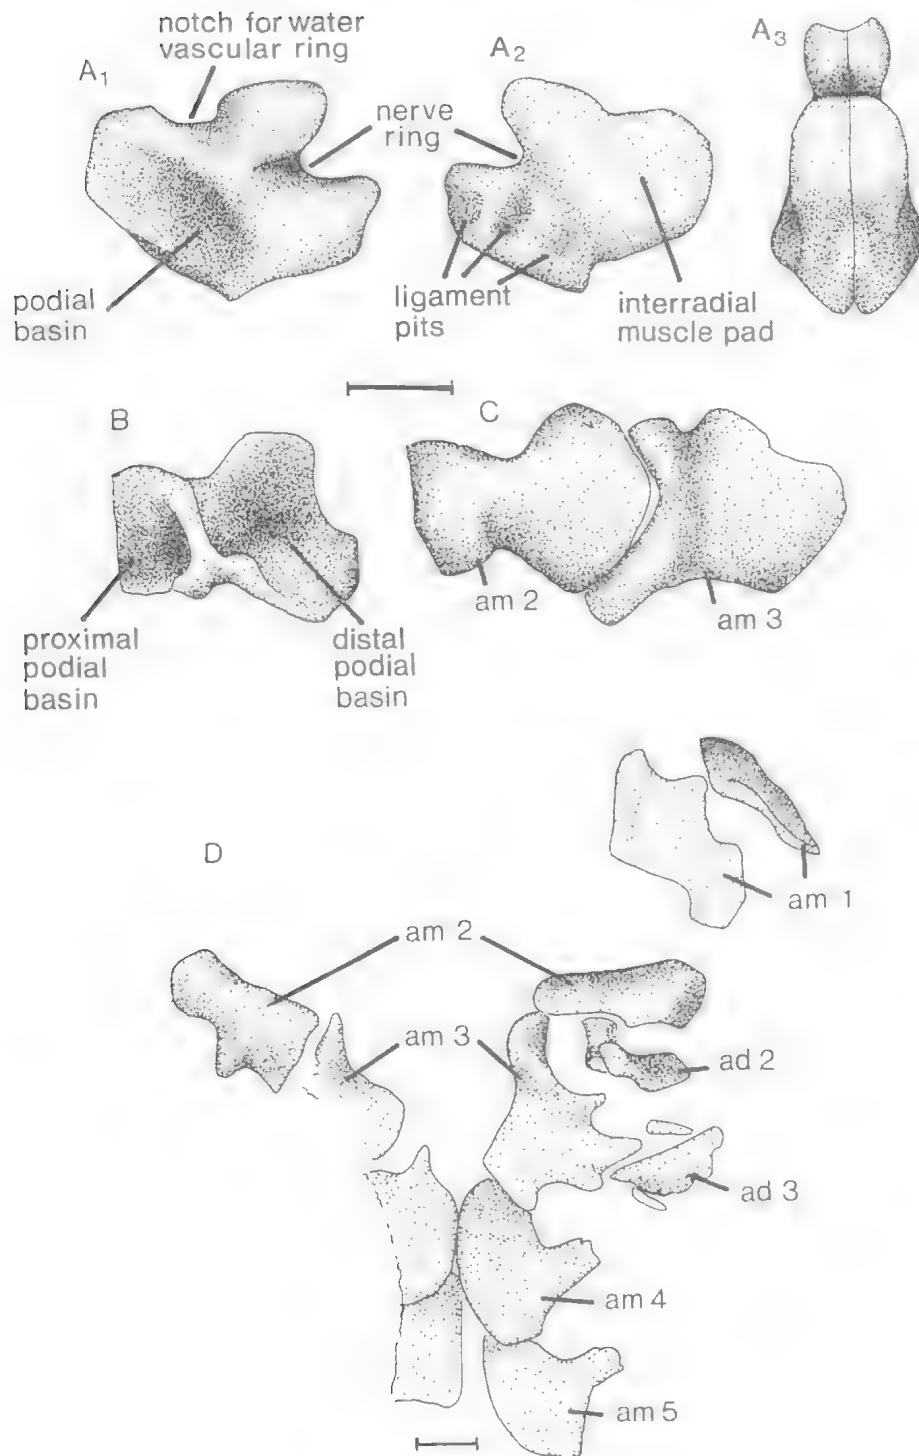 notch for water
vascular ring
A1
A2
A3
nerve
ring
podial
basin
ligament
pits
interradial
muscle pad
B
C
am 2
am 3
proximal
podial
basin
distal
podial
basin
D
am 1
am 2
am 3
ad 2
ad 3
am 4
am 5